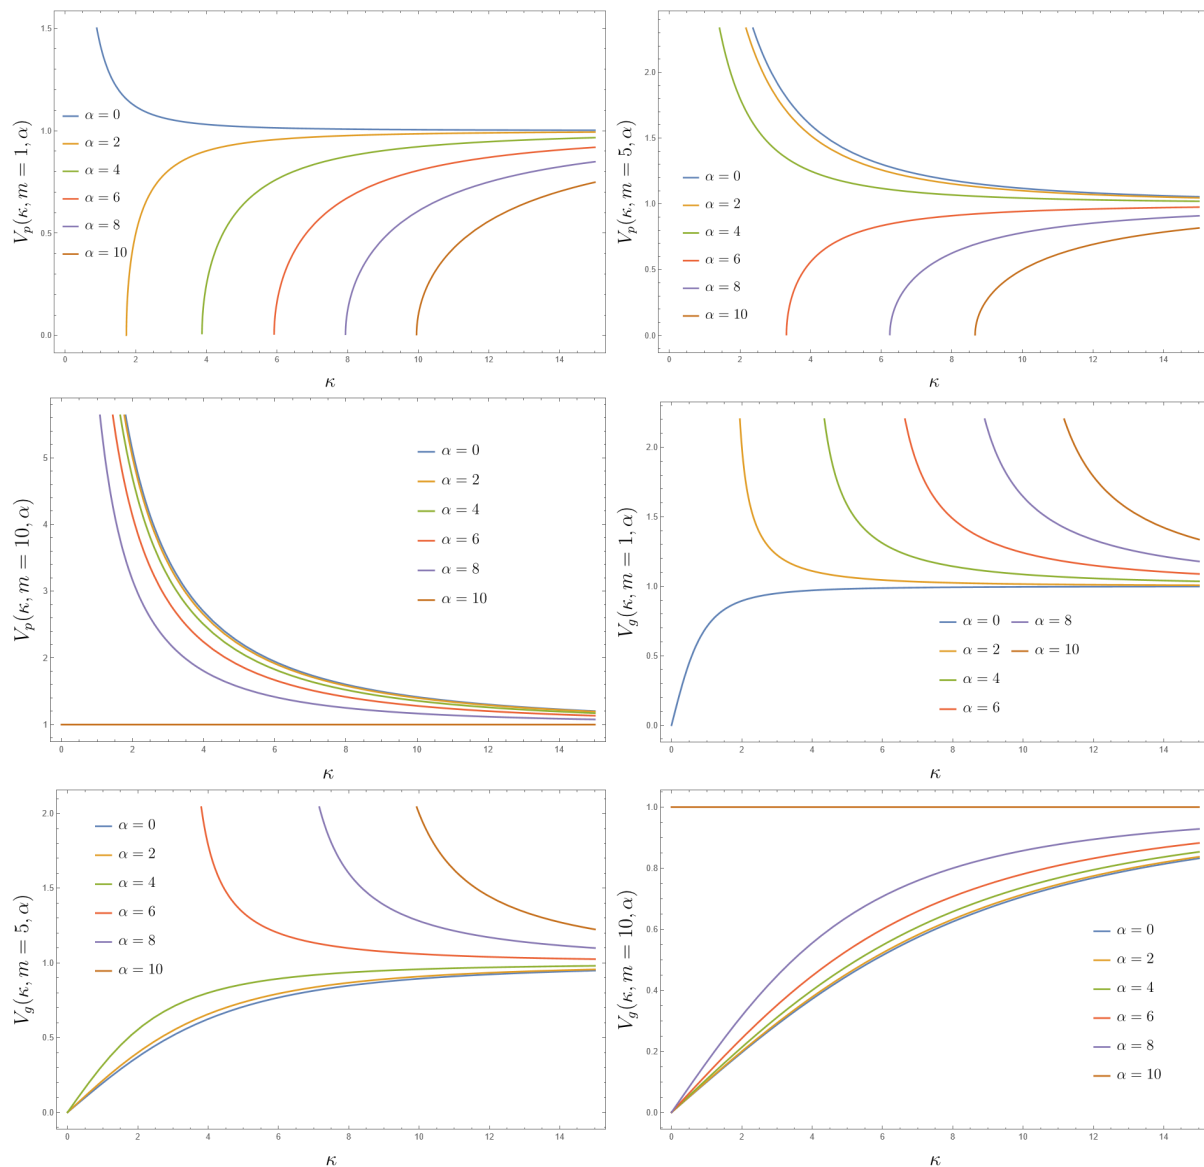 V_p(κ, m = 1, α)
1.5
1.0
0.5
0.0
α = 0
α = 2
α = 4
α = 6
α = 8
α = 10
0 2 4 6 8 10 12 14
κ
V_p(κ, m = 5, α)
2.0
1.5
1.0
0.5
0.0
α = 0
α = 2
α = 4
α = 6
α = 8
α = 10
0 2 4 6 8 10 12 14
κ
V_p(κ, m = 10, α)
5
4
3
2
1
α = 0
α = 2
α = 4
α = 6
α = 8
α = 10
0 2 4 6 8 10 12 14
κ
V_g(κ, m = 1, α)
2.0
1.5
1.0
0.5
0.0
α = 0 α = 8
α = 2 α = 10
α = 4
α = 6
0 2 4 6 8 10 12 14
κ
V_g(κ, m = 5, α)
2.0
1.5
1.0
0.5
0.0
α = 0
α = 2
α = 4
α = 6
α = 8
α = 10
0 2 4 6 8 10 12 14
κ
V_g(κ, m = 10, α)
1.0
0.8
0.6
0.4
0.2
0.0
α = 0
α = 2
α = 4
α = 6
α = 8
α = 10
0 2 4 6 8 10 12 14
κ